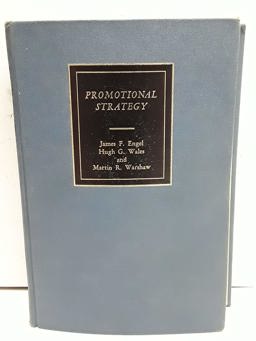 PROMOTIONAL
STRATEGY
James F. Engel
Hugh G. Wales
and
Martin R. Warshaw